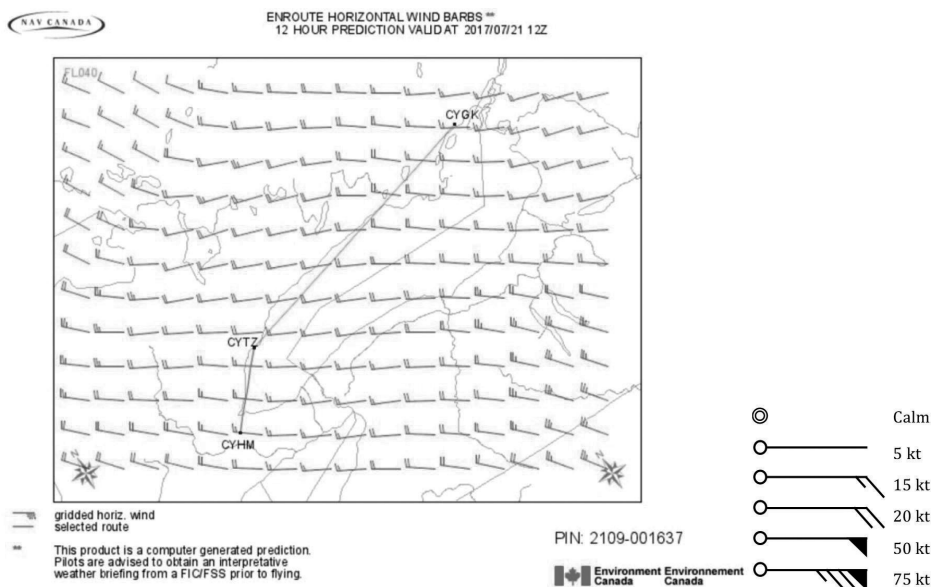 NAV CANADA
ENROUTE HORIZONTAL WIND BARBS **
12 HOUR PREDICTION VALID AT 2017/07/21 12Z
FL040
CYGK
CYTZ
CYHM
N
N
gridded horiz. wind
selected route
** This product is a computer generated prediction.
Pilots are advised to obtain an interpretative
weather briefing from a FIC/FSS prior to flying.
PIN: 2109-001637
Environment Environnement
Canada Canada
Calm
5 kt
15 kt
20 kt
50 kt
75 kt